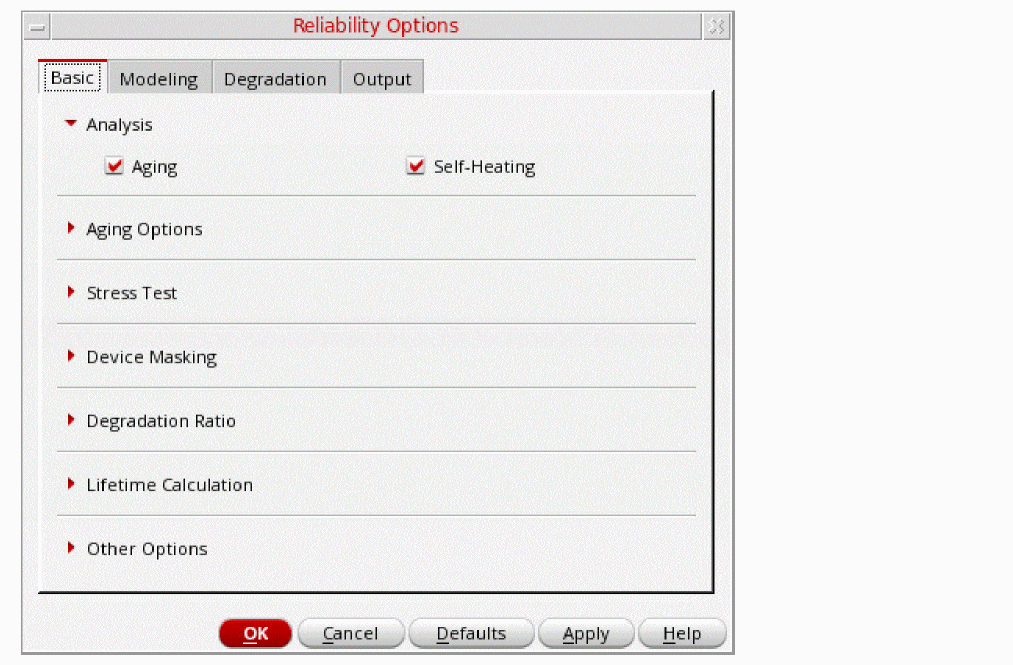 Reliability Options
Basic Modeling Degradation Output
Analysis
Aging Self-Heating
Aging Options
Stress Test
Device Masking
Degradation Ratio
Lifetime Calculation
Other Options
OK Cancel Defaults Apply Help